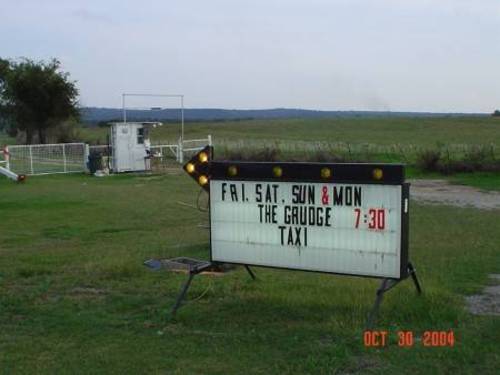 FRI. SAT. SUN & MON
THE GRUDGE 7:30
TAXI
OCT 30 2004